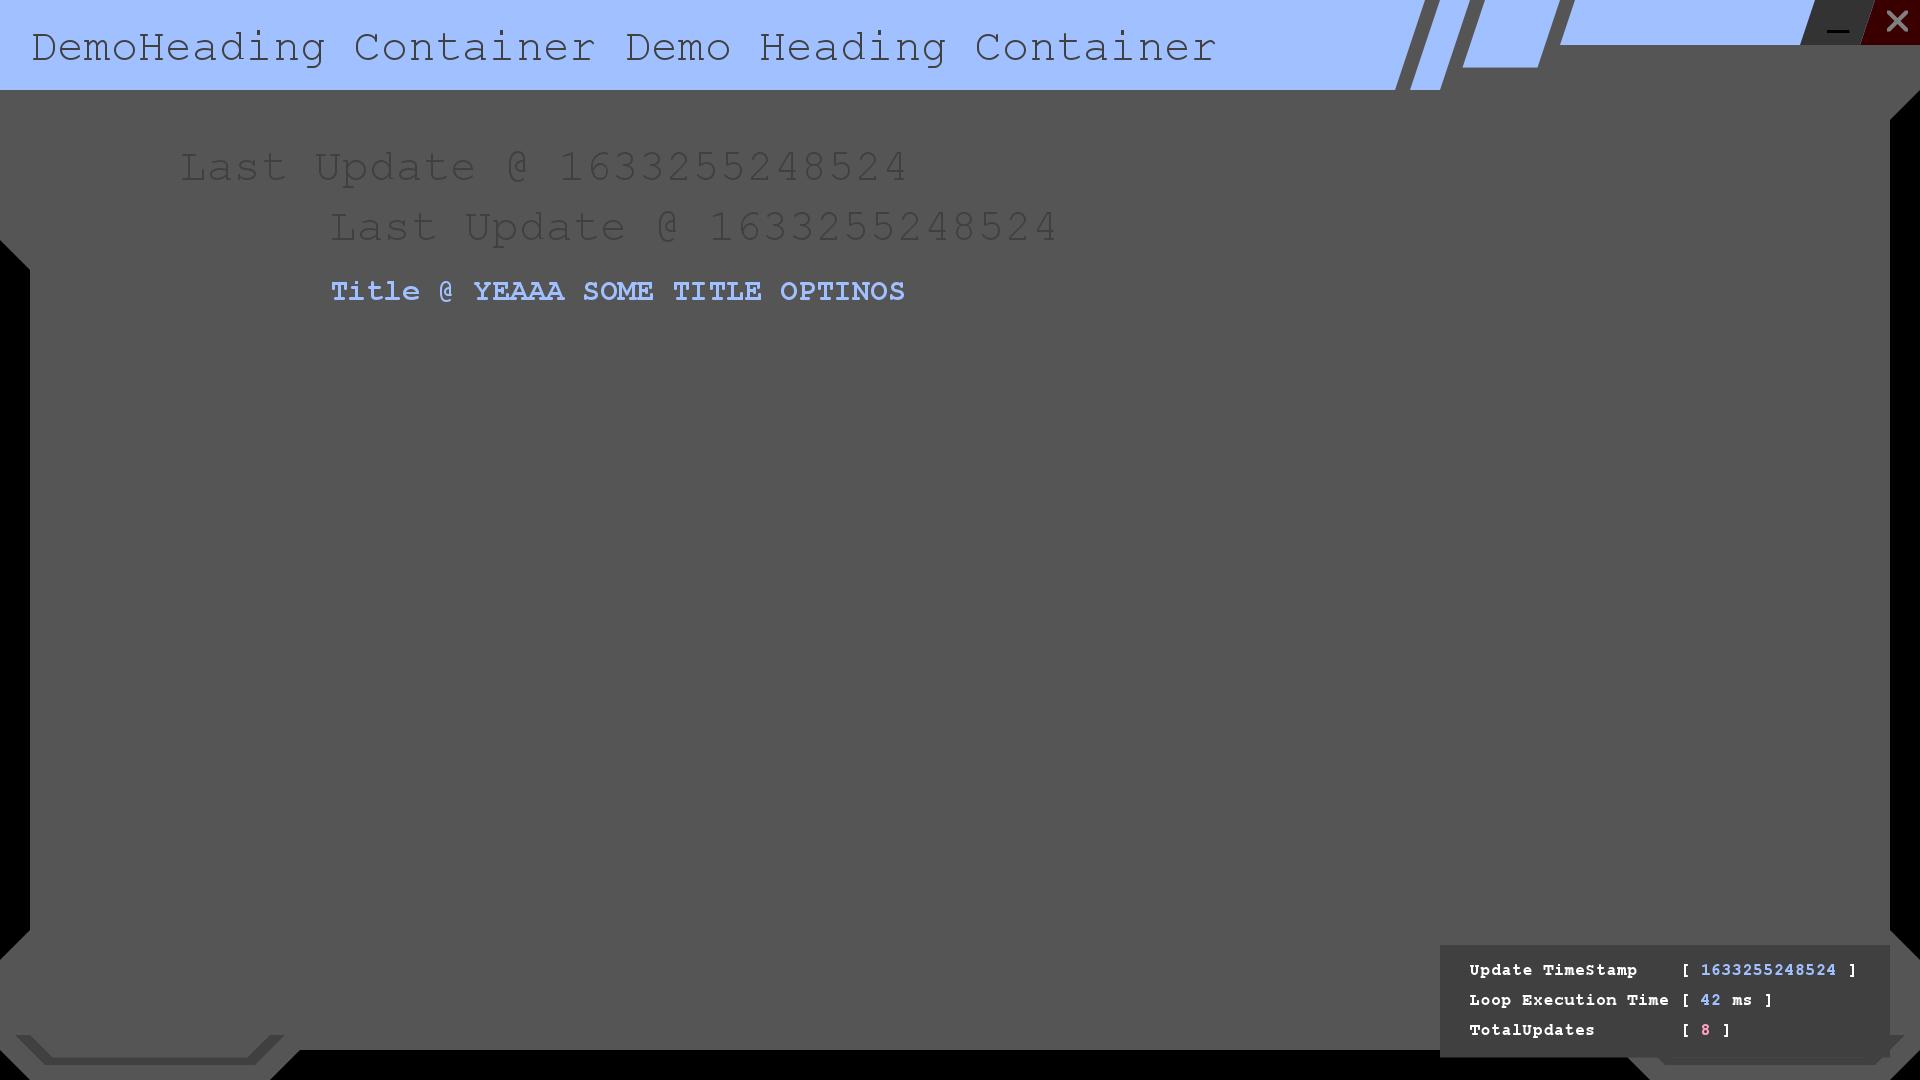 DemoHeading Container Demo Heading Container
Last Update @ 1633255248524
Last Update @ 1633255248524
Title @ YEAAA SOME TITLE OPTINOS
Update TimeStamp [ 1633255248524 ]
Loop Execution Time [ 42 ms ]
TotalUpdates [ 8 ]